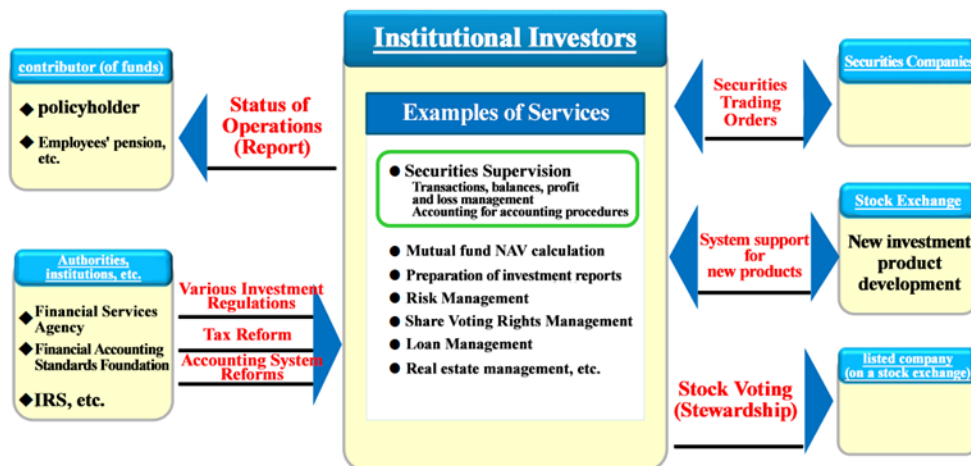 contributor (of funds)
◆ policyholder
◆ Employees' pension,
etc.
Status of
Operations
(Report)
Authorities,
institutions, etc.
◆Financial Services
Agency
◆Financial Accounting
Standards Foundation
◆IRS, etc.
Various Investment
Regulations
Tax Reform
Accounting System
Reforms
Institutional Investors
Examples of Services
● Securities Supervision
Transactions, balances, profit
and loss management
Accounting for accounting procedures
● Mutual fund NAV calculation
● Preparation of investment reports
● Risk Management
● Share Voting Rights Management
● Loan Management
● Real estate management, etc.
Securities
Trading
Orders
Securities Companies
System support
for
new products
Stock Exchange
New investment
product
development
Stock Voting
(Stewardship)
listed company
(on a stock exchange)